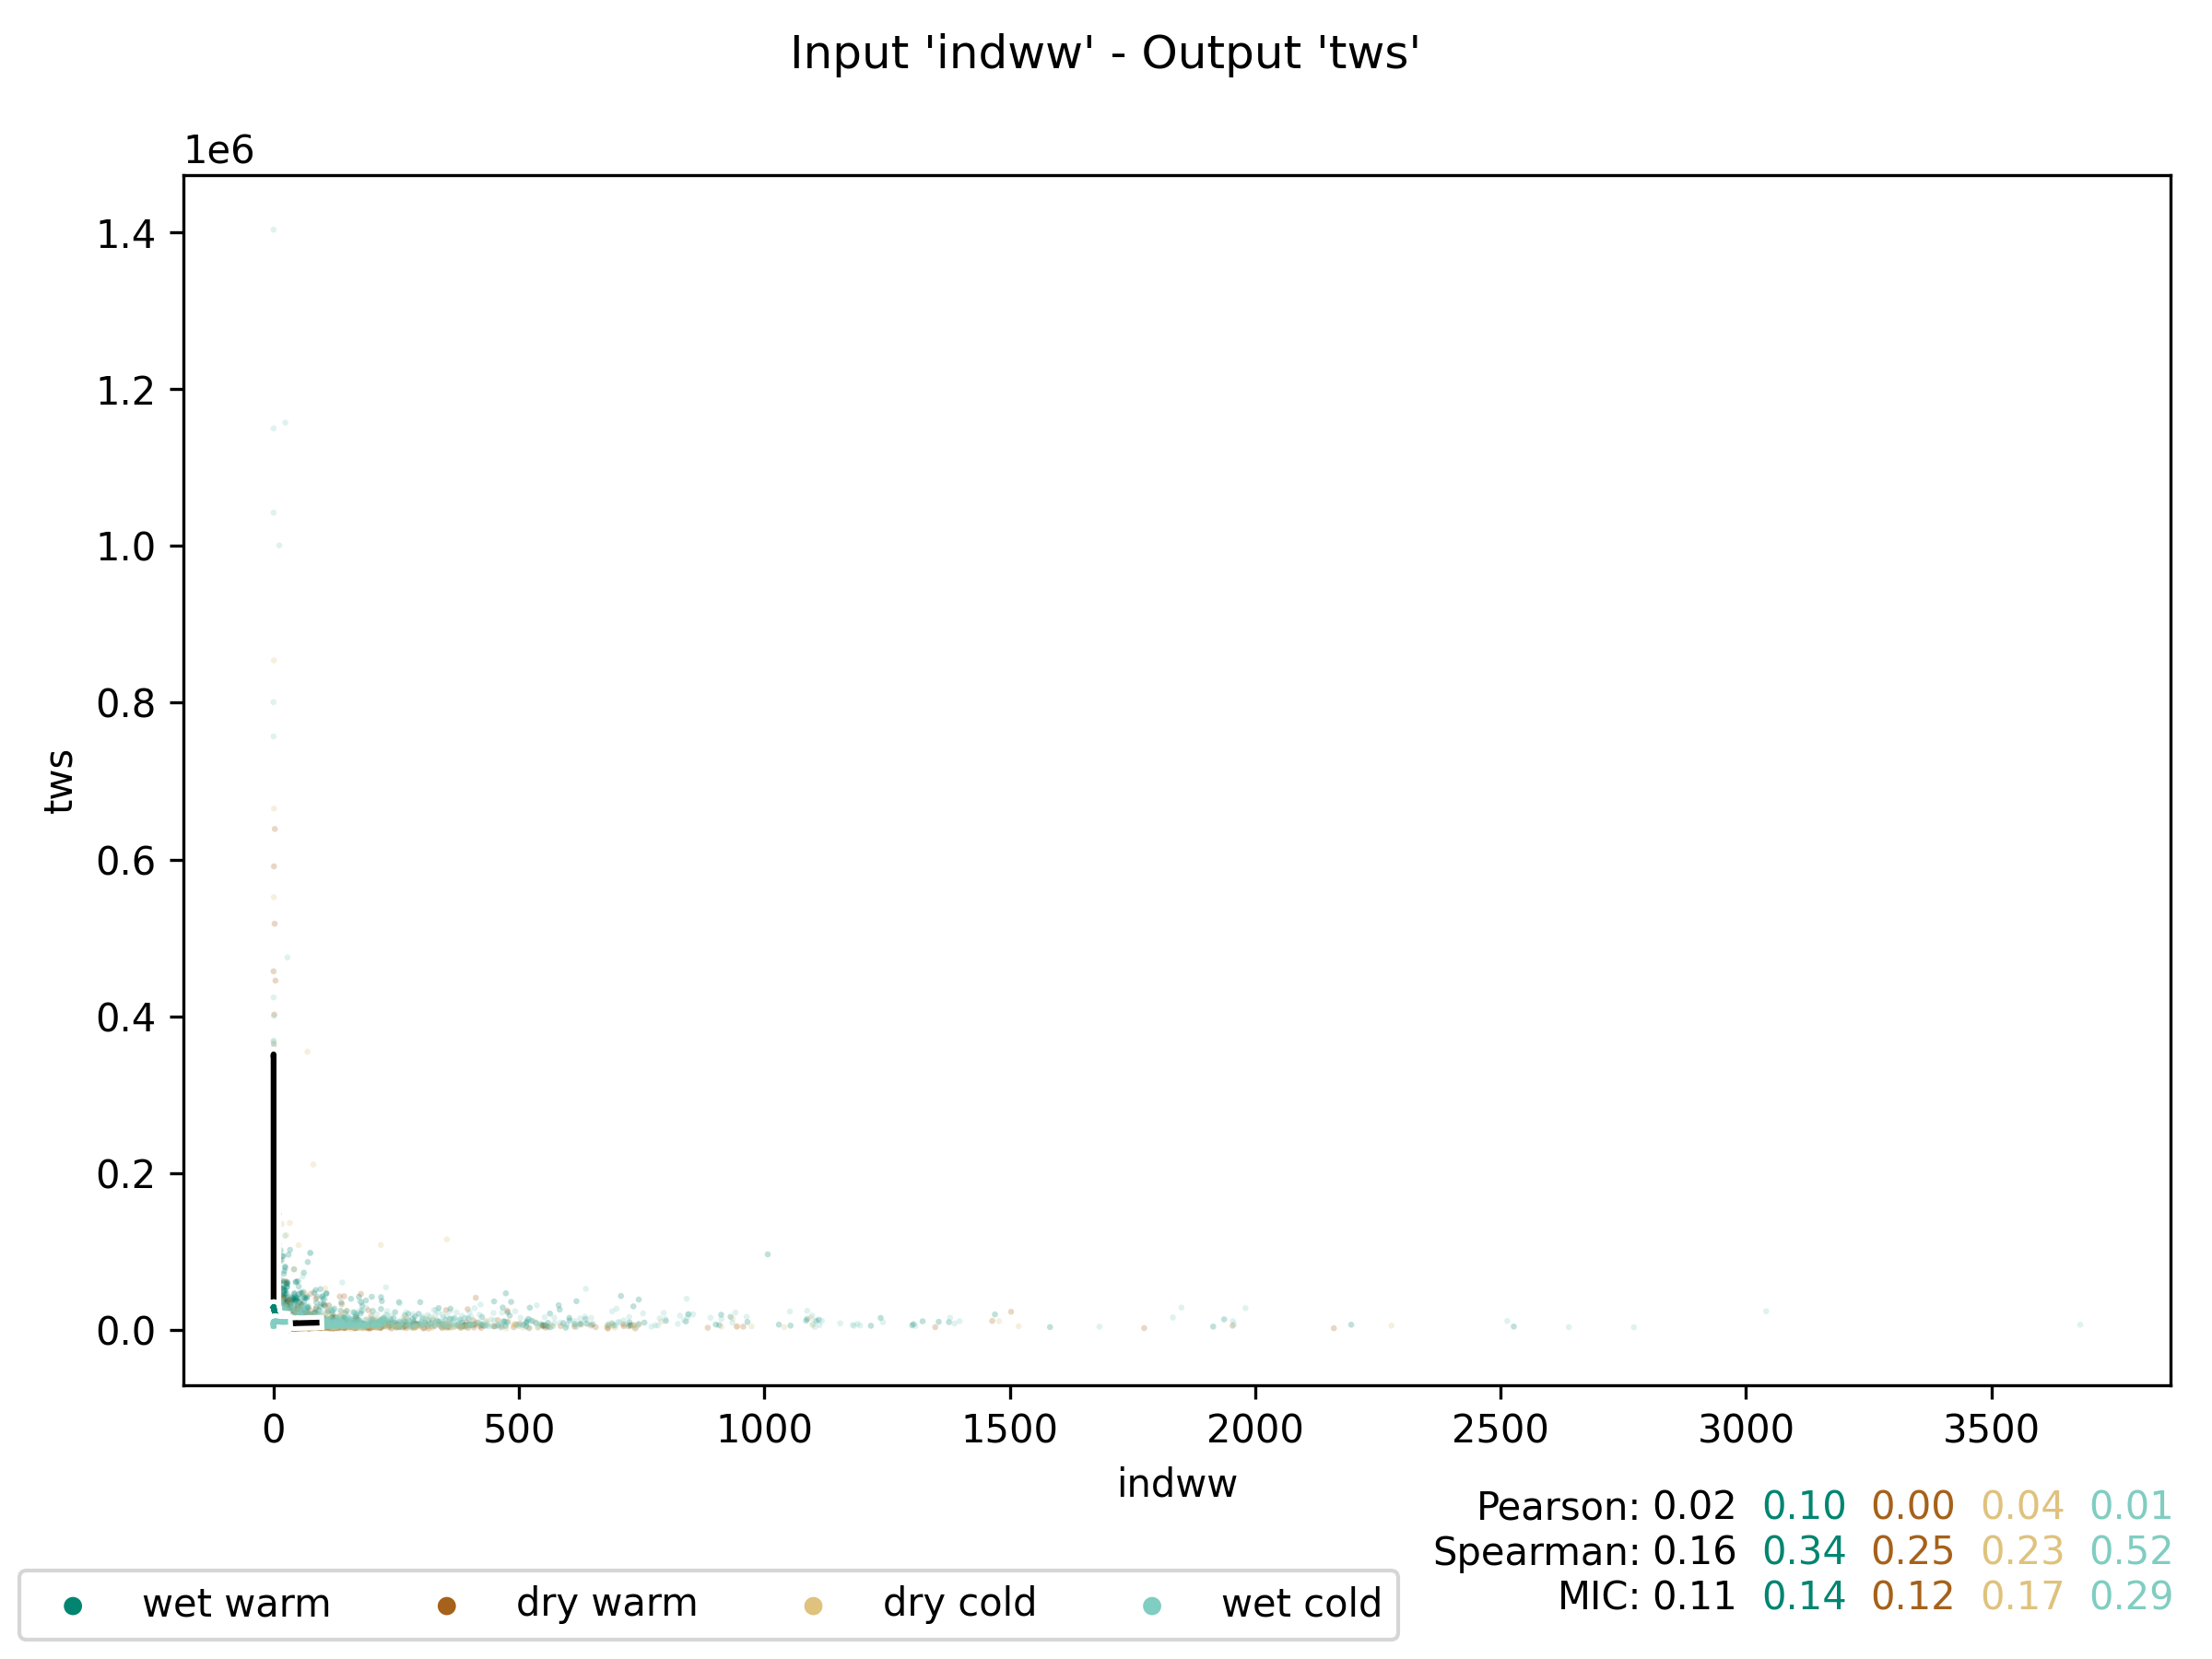 Input 'indww' - Output 'tws'
1e6
1.4
1.2
1.0
0.8
0.6
0.4
0.2
0.0
tws
0 500 1000 1500 2000 2500 3000 3500
indww
Pearson: 0.02 0.10 0.00 0.04 0.01
Spearman: 0.16 0.34 0.25 0.23 0.52
MIC: 0.11 0.14 0.12 0.17 0.29
wet warm dry warm dry cold wet cold